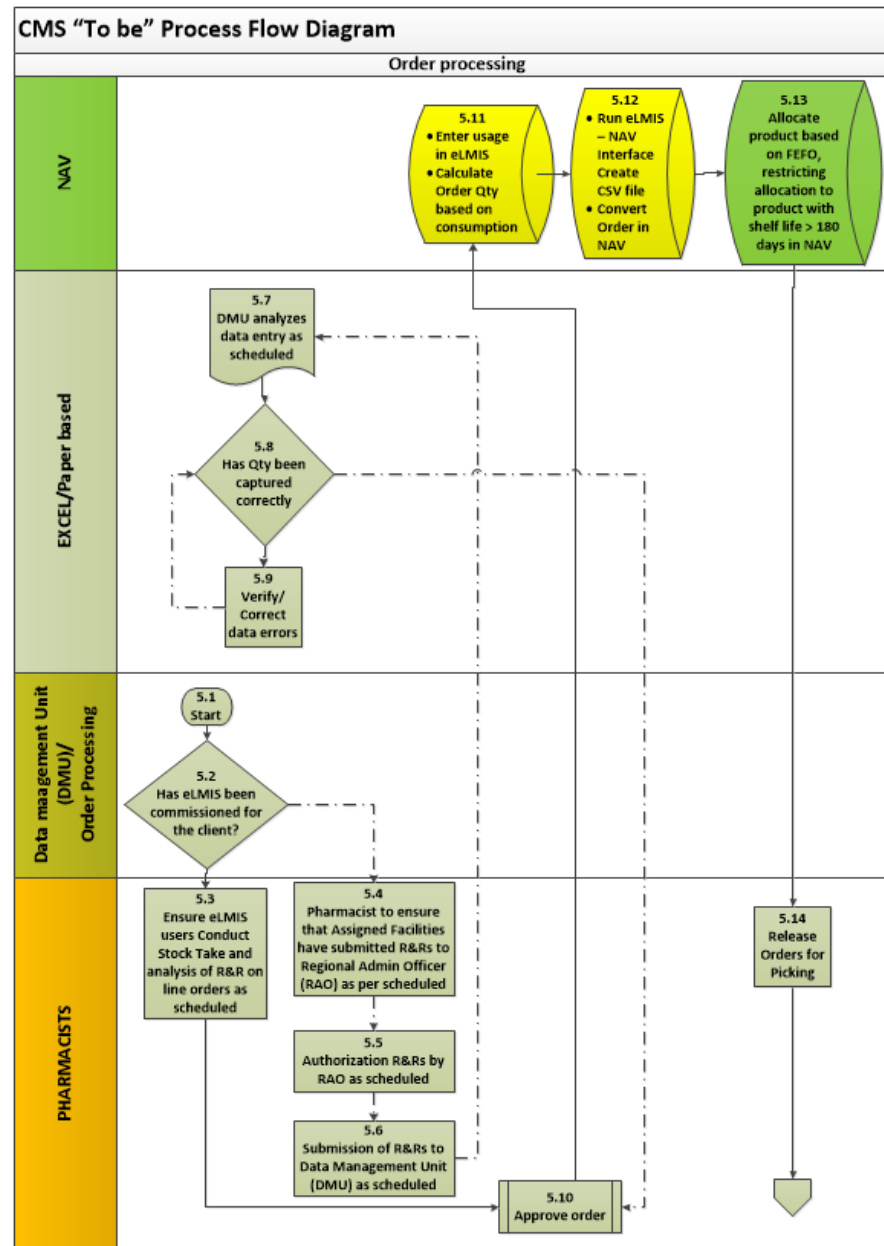 CMS “To be” Process Flow Diagram
Order processing
NAV
5.11
• Enter usage
in eLMIS
• Calculate
Order Qty
based on
consumption
5.12
• Run eLMIS
– NAV
Interface
Create
CSV file
• Convert
Order in
NAV
5.13
Allocate
product based
on FEFO,
restricting
allocation to
product with
shelf life > 180
days in NAV
EXCEL/Paper based
5.7
DMU analyzes
data entry as
scheduled
5.8
Has Qty been
captured
correctly
5.9
Verify/
Correct
data errors
Data maagement Unit
(DMU)/
Order Processing
5.1
Start
5.2
Has eLMIS been
commissioned for
the client?
PHARMACISTS
5.3
Ensure eLMIS
users Conduct
Stock Take and
analysis of R&R on
line orders as
scheduled
5.4
Pharmacist to ensure
that Assigned Facilities
have submitted R&Rs to
Regional Admin Officer
(RAO) as per scheduled
5.5
Authorization R&Rs by
RAO as scheduled
5.6
Submission of R&Rs to
Data Management Unit
(DMU) as scheduled
5.10
Approve order
5.14
Release
Orders for
Picking